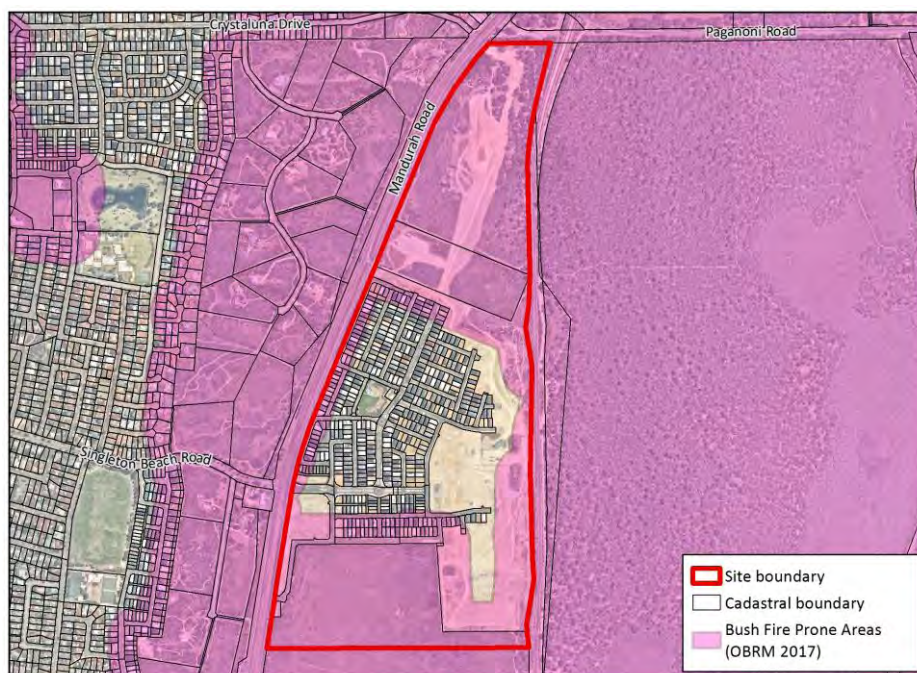 Crystaluna Drive
Paganoni Road
Mandurah Road
Singleton Beach Road
Site boundary
Cadastral boundary
Bush Fire Prone Areas
(OBRM 2017)